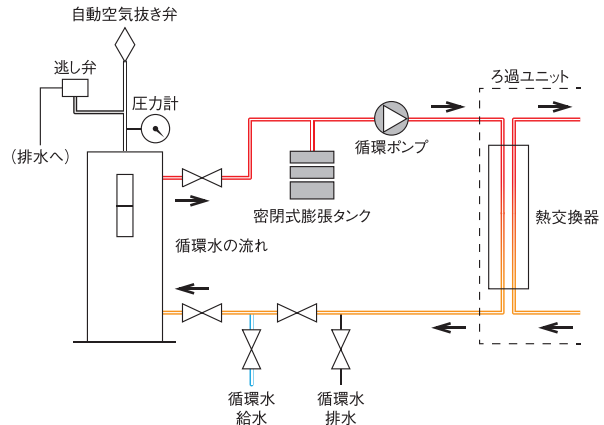 自動空気抜き弁
逃し弁
圧力計
(排水へ)
ろ過ユニット
循環ポンプ
密閉式膨張タンク
熱交換器
循環水の流れ
循環水
給水
循環水
排水